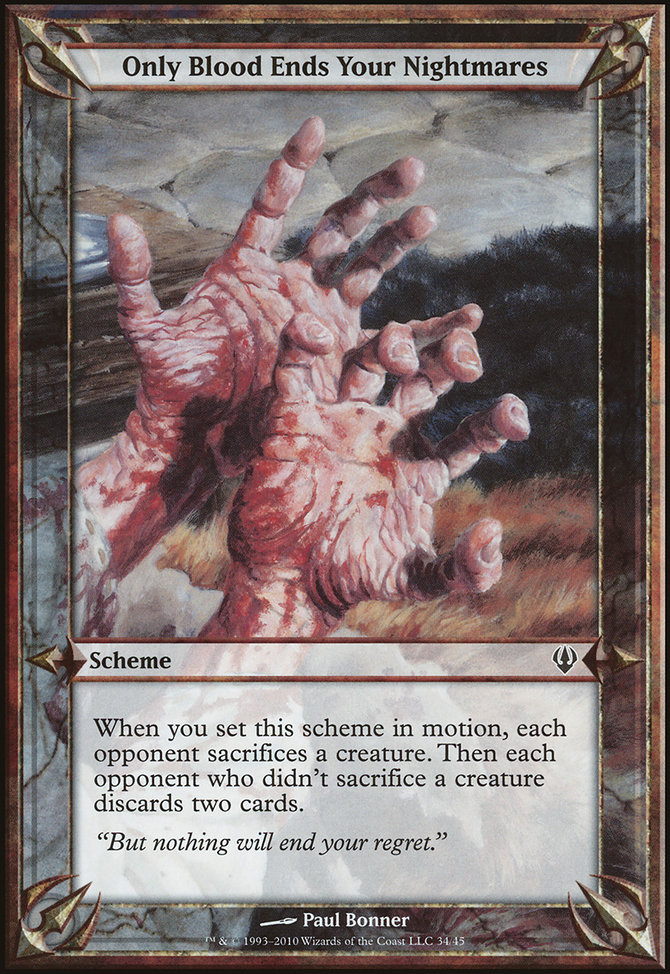 Only Blood Ends Your Nightmares
Scheme
When you set this scheme in motion, each
opponent sacrifices a creature. Then each
opponent who didn't sacrifice a creature
discards two cards.
“But nothing will end your regret.”
Paul Bonner
™ & © 1993–2010 Wizards of the Coast LLC 34/45